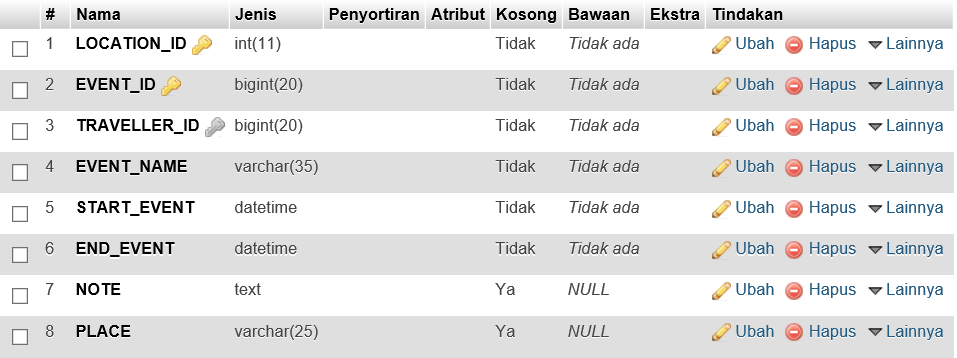 # Nama Jenis Penyortiran Atribut Kosong Bawaan Ekstra Tindakan
1 LOCATION_ID int(11) Tidak Tidak ada Ubah Hapus Lainnya
2 EVENT_ID bigint(20) Tidak Tidak ada Ubah Hapus Lainnya
3 TRAVELLER_ID bigint(20) Tidak Tidak ada Ubah Hapus Lainnya
4 EVENT_NAME varchar(35) Tidak Tidak ada Ubah Hapus Lainnya
5 START_EVENT datetime Tidak Tidak ada Ubah Hapus Lainnya
6 END_EVENT datetime Tidak Tidak ada Ubah Hapus Lainnya
7 NOTE text Ya NULL Ubah Hapus Lainnya
8 PLACE varchar(25) Ya NULL Ubah Hapus Lainnya